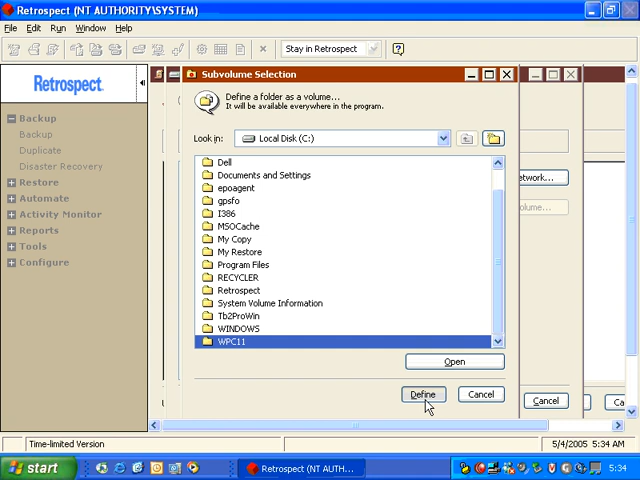 Retrospect (NT AUTHORITY\SYSTEM)
File Edit Run Window Help
Stay in Retrospect
Retrospect.
Backup
Backup
Duplicate
Disaster Recovery
Restore
Automate
Activity Monitor
Reports
Tools
Configure
Subvolume Selection
Define a folder as a volume...
It will be available everywhere in the program.
Look in: Local Disk (C:)
Dell
Documents and Settings
epoagent
gpsfo
I386
MSOCache
My Copy
My Restore
Program Files
RECYCLER
Retrospect
System Volume Information
Tb2ProWin
WINDOWS
WPC11
Open
Define Cancel
etwork...
olume...
Cancel
Ca
Time-limited Version
5/4/2005 5:34 AM
start
Retrospect (NT AUTH...
5:34